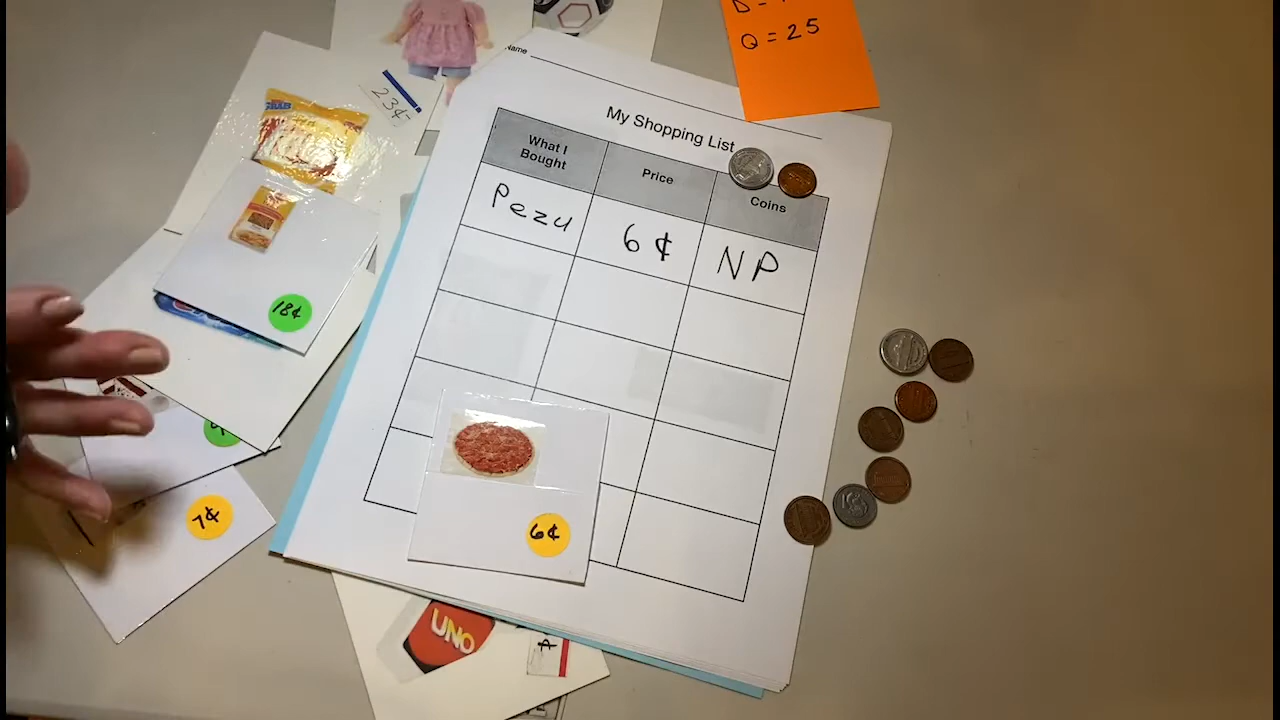 Q = 25
23¢
Name
My Shopping List
What I Bought
Price
Coins
Pezu
6¢
NP
18¢
7¢
6¢
UNO